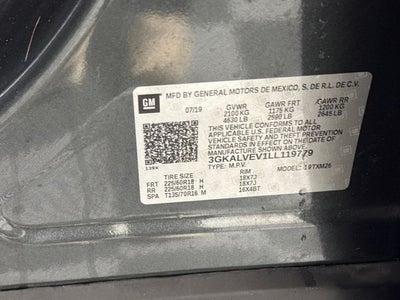 GM
MFD BY GENERAL MOTORS DE MEXICO, S. DE R.L. DE C.V.
07/19 GVWR GAWR FRT GAWR RR
2100 KG 1175 KG 1200 KG
4630 LB 2590 LB 2645 LB
THIS VEHICLE CONFORMS TO ALL
APPLICABLE U.S. FEDERAL MOTOR
VEHICLE SAFETY, BUMPER, AND THEFT
PREVENTION STANDARDS IN EFFECT ON
THE DATE OF MANUFACTURE SHOWN ABOVE.
3GKALVEV1LL119779
TYPE: M.P.V. MODEL: L9TXM26
TIRE SIZE RIM
FRT 225/60R18 H 18X7J
RR 225/60R18 H 18X7J
SPA T135/70R16 M 16X4BT